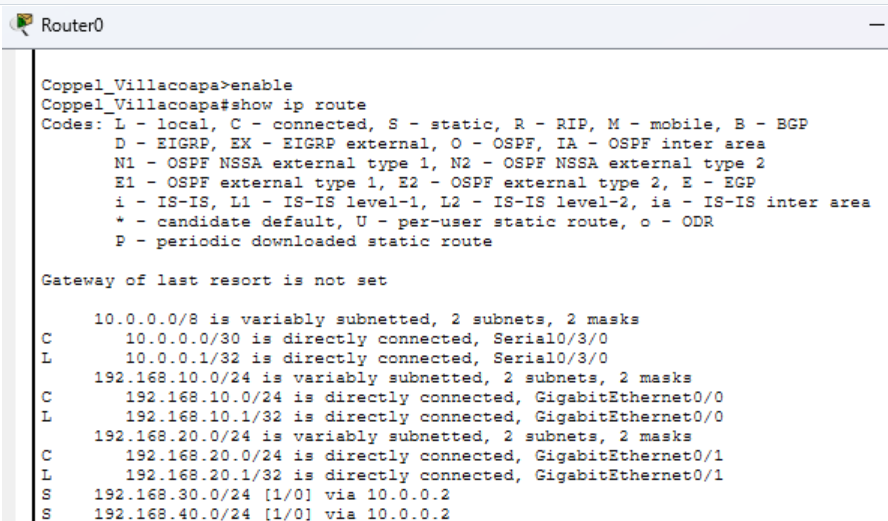 Router0
Coppel_Villacoapa>enable
Coppel_Villacoapa#show ip route
Codes: L - local, C - connected, S - static, R - RIP, M - mobile, B - BGP
D - EIGRP, EX - EIGRP external, O - OSPF, IA - OSPF inter area
N1 - OSPF NSSA external type 1, N2 - OSPF NSSA external type 2
E1 - OSPF external type 1, E2 - OSPF external type 2, E - EGP
i - IS-IS, L1 - IS-IS level-1, L2 - IS-IS level-2, ia - IS-IS inter area
* - candidate default, U - per-user static route, o - ODR
P - periodic downloaded static route
Gateway of last resort is not set
10.0.0.0/8 is variably subnetted, 2 subnets, 2 masks
C 10.0.0.0/30 is directly connected, Serial0/3/0
L 10.0.0.1/32 is directly connected, Serial0/3/0
192.168.10.0/24 is variably subnetted, 2 subnets, 2 masks
C 192.168.10.0/24 is directly connected, GigabitEthernet0/0
L 192.168.10.1/32 is directly connected, GigabitEthernet0/0
192.168.20.0/24 is variably subnetted, 2 subnets, 2 masks
C 192.168.20.0/24 is directly connected, GigabitEthernet0/1
L 192.168.20.1/32 is directly connected, GigabitEthernet0/1
S 192.168.30.0/24 [1/0] via 10.0.0.2
S 192.168.40.0/24 [1/0] via 10.0.0.2